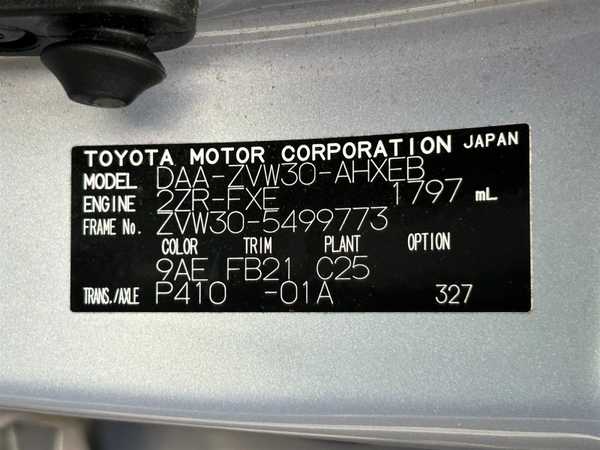 TOYOTA MOTOR CORPORATION JAPAN
MODEL DAA-ZVW30-AHXEB
ENGINE 2ZR-FXE 1797 mL
FRAME No. ZVW30-5499773
COLOR TRIM PLANT OPTION
9AE FB21 C25
TRANS./AXLE P410 -01A 327